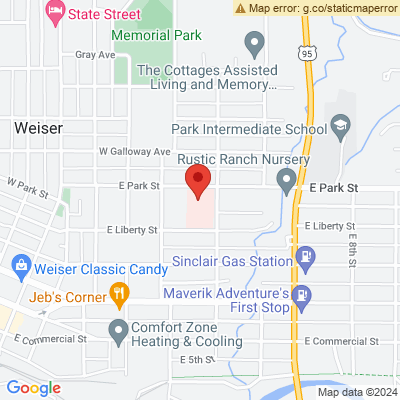 Map error: g.co/staticmaperror
State Street
Memorial Park
Gray Ave
95
The Cottages Assisted
Living and Memory...
Weiser
Park Intermediate School
W Galloway Ave
Rustic Ranch Nursery
W Park St
E Park St
E Park St
E Liberty St
E Liberty St
E 8th St
Sinclair Gas Station
Weiser Classic Candy
Jeb's Corner
Maverik Adventure's
First Stop
Comfort Zone
Heating & Cooling
E Commercial St
E Commercial St
E 5th St
Google
Map data ©2024